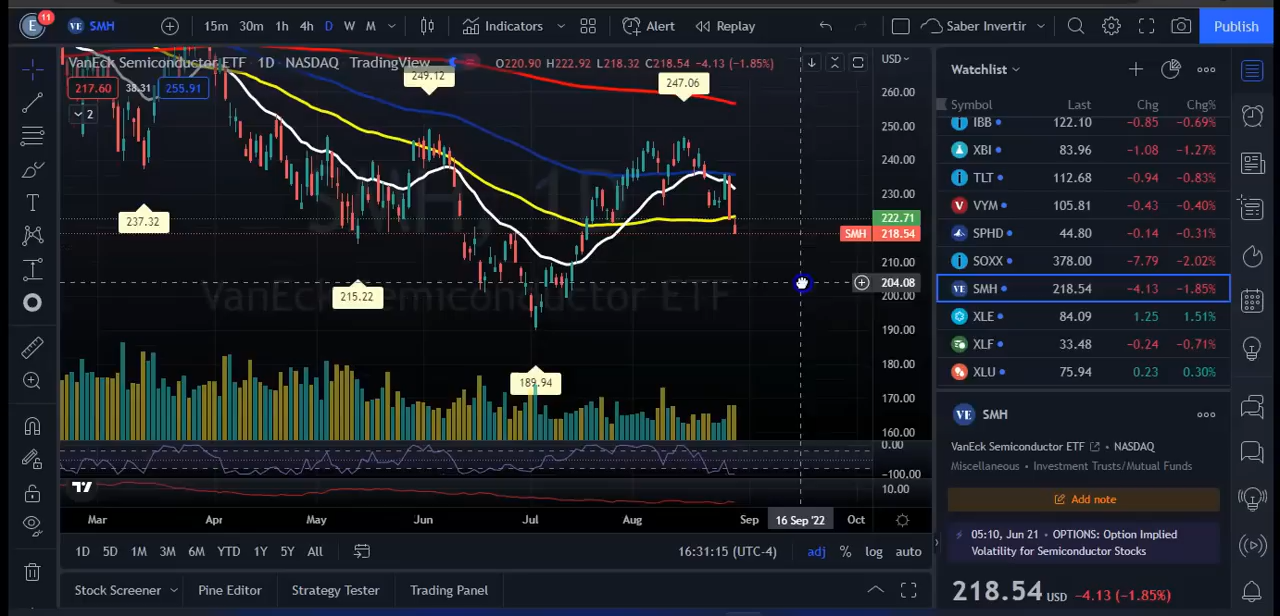 E 11 VE SMH 15m 30m 1h 4h D W M Indicators Alert Replay Saber Invertir Publish
VanEck Semiconductor ETF 1D NASDAQ TradingView O220.90 H222.92 L218.32 C218.54 -4.13 (-1.85%)
217.60 38.31 255.91
2
249.12
247.06
237.32
215.22
189.94
SMH, 1D
VanEck Semiconductor ETF
USD
260.00
250.00
240.00
230.00
222.71
SMH 218.54
210.00
204.08
200.00
190.00
180.00
170.00
160.00
0.00
-100.00
10.00
Mar Apr May Jun Jul Aug Sep 16 Sep '22 Oct
1D 5D 1M 3M 6M YTD 1Y 5Y All 16:31:15 (UTC-4) adj % log auto
Stock Screener Pine Editor Strategy Tester Trading Panel
Watchlist
Symbol Last Chg Chg%
IBB 122.10 -0.85 -0.69%
XBI 83.96 -1.08 -1.27%
TLT 112.68 -0.94 -0.83%
VYM 105.81 -0.43 -0.40%
SPHD 44.80 -0.14 -0.31%
SOXX 378.00 -7.79 -2.02%
VE SMH 218.54 -4.13 -1.85%
XLE 84.09 1.25 1.51%
XLF 33.48 -0.24 -0.71%
XLU 75.94 0.23 0.30%
VE SMH
VanEck Semiconductor ETF • NASDAQ
Miscellaneous • Investment Trusts/Mutual Funds
Add note
05:10, Jun 21 • OPTIONS: Option Implied
Volatility for Semiconductor Stocks
218.54 USD -4.13 (-1.85%)